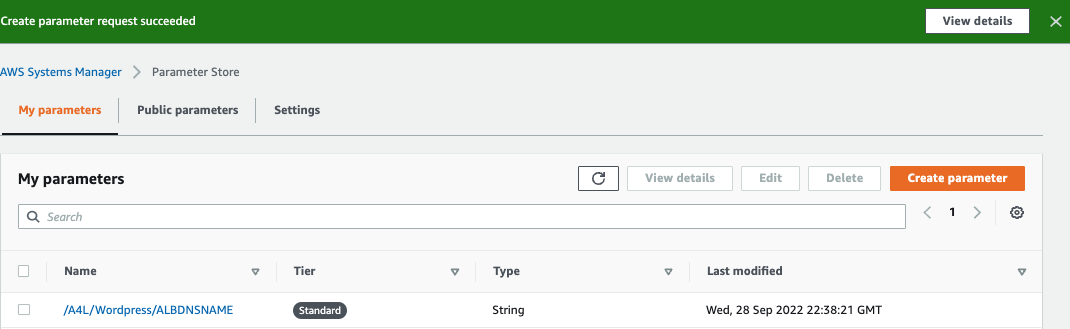 Create parameter request succeeded View details
AWS Systems Manager Parameter Store
My parameters Public parameters Settings
My parameters View details Edit Delete Create parameter
Search 1
Name Tier Type Last modified
/A4L/Wordpress/ALBDNSNAME Standard String Wed, 28 Sep 2022 22:38:21 GMT